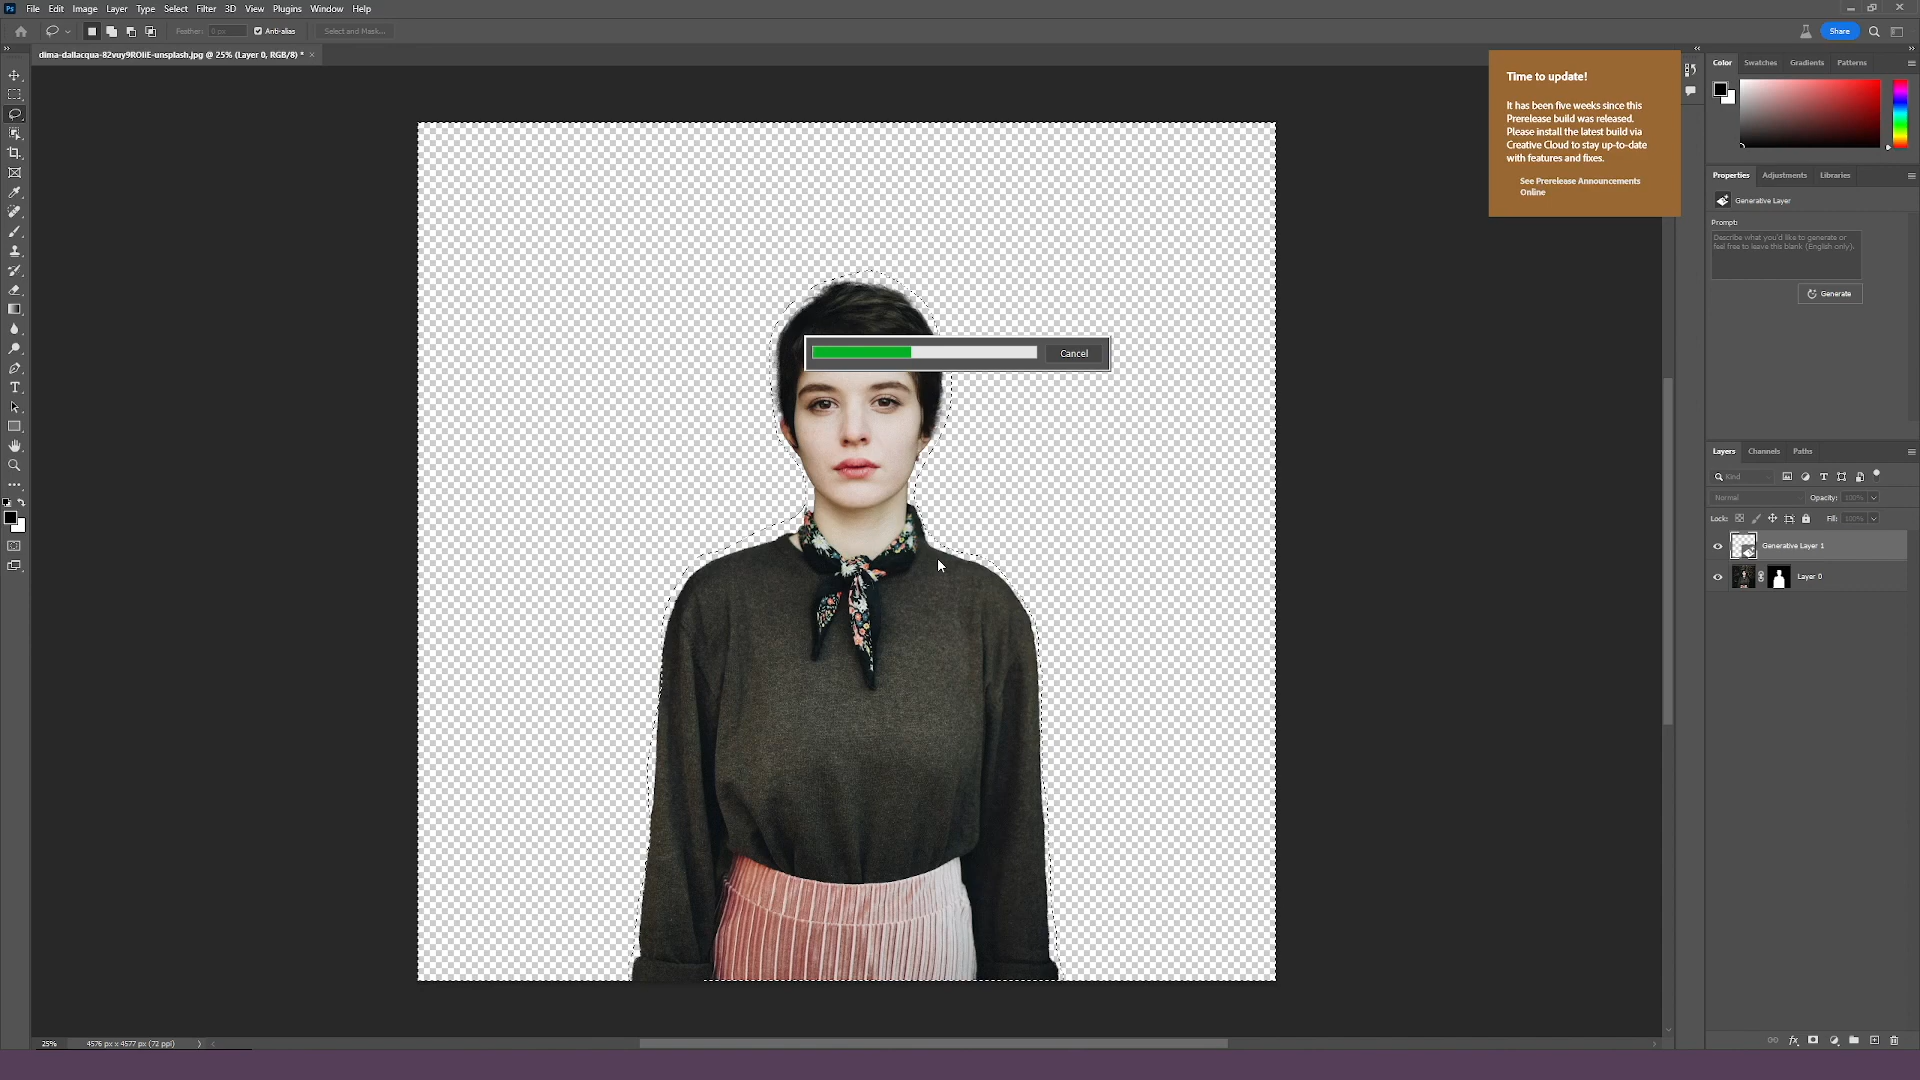 Ps File Edit Image Layer Type Select Filter 3D View Plugins Window Help
Feather: 0 px Anti-alias Select and Mask... Share
dima-dallacqua-82vuy9ROliE-unsplash.jpg @ 25% (Layer 0, RGB/8) * ×
Time to update!
It has been five weeks since this
Prerelease build was released.
Please install the latest build via
Creative Cloud to stay up-to-date
with features and fixes.
See Prerelease Announcements
Online
Color Swatches Gradients Patterns
Properties Adjustments Libraries
Generative Layer
Prompt:
Describe what you'd like to generate or
feel free to leave this blank (English only).
Generate
Cancel
Layers Channels Paths
Kind
Normal Opacity: 100%
Lock: Fill: 100%
Generative Layer 1
Layer 0
fx
25% 4576 px x 4577 px (72 ppi)